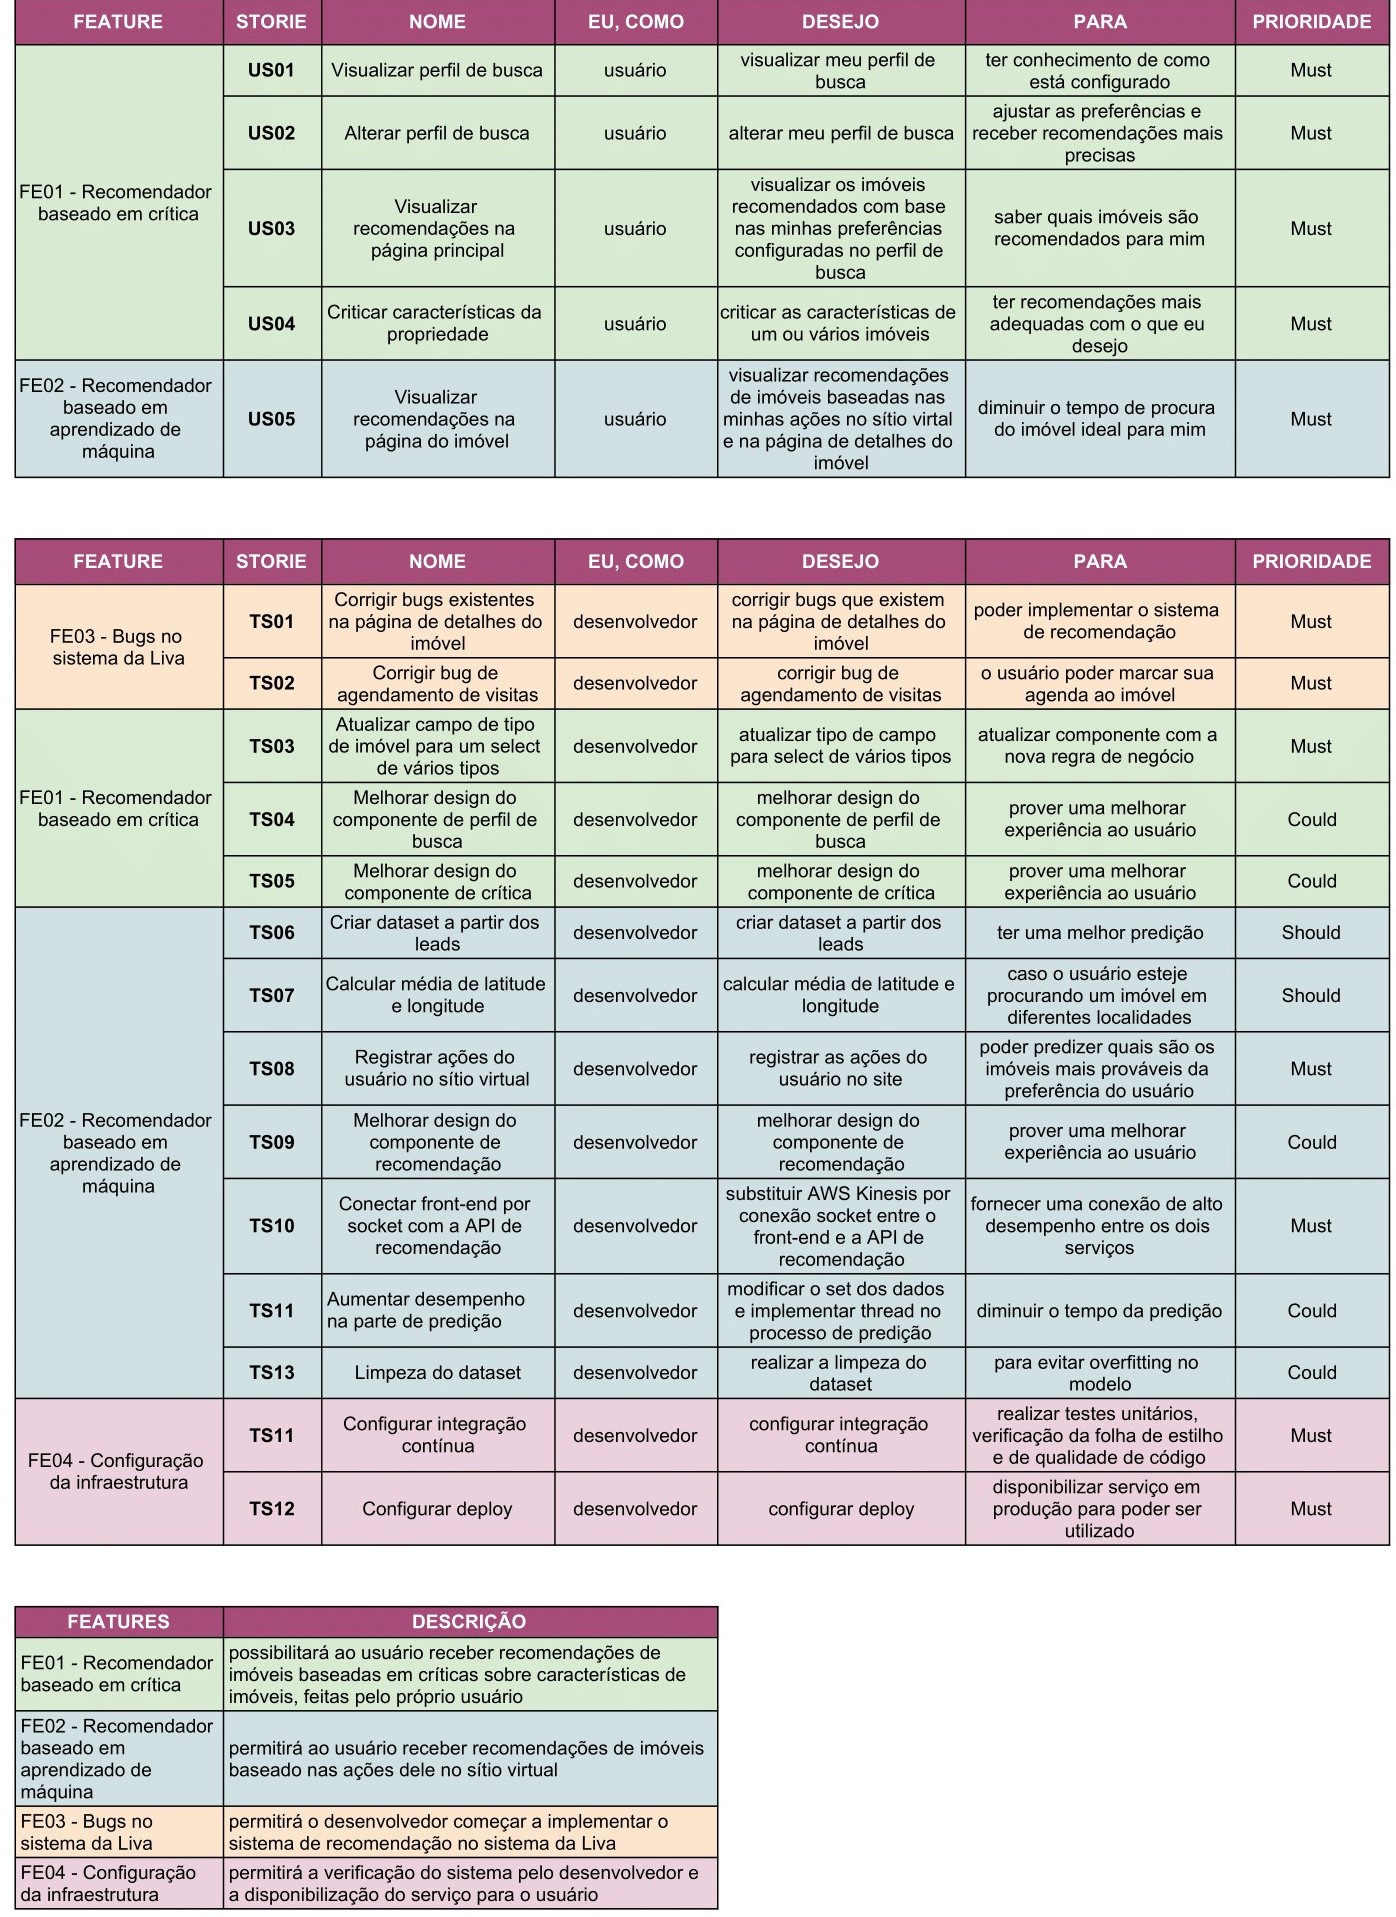 FEATURE STORIE NOME EU, COMO DESEJO PARA PRIORIDADE
FE01 - Recomendador
baseado em crítica
US01 Visualizar perfil de busca usuário visualizar meu perfil de
busca
ter conhecimento de como
está configurado
Must
US02 Alterar perfil de busca usuário alterar meu perfil de busca
ajustar as preferências e
receber recomendações mais
precisas
Must
US03
Visualizar
recomendações na
página principal
usuário
visualizar os imóveis
recomendados com base
nas minhas preferências
configuradas no perfil de
busca
saber quais imóveis são
recomendados para mim
Must
US04
Criticar características da
propriedade
usuário
criticar as características de
um ou vários imóveis
ter recomendações mais
adequadas com o que eu
desejo
Must
FE02 - Recomendador
baseado em
aprendizado de
máquina
US05
Visualizar
recomendações na
página do imóvel
usuário
visualizar recomendações
de imóveis baseadas nas
minhas ações no sítio virtal
e na página de detalhes do
imóvel
diminuir o tempo de procura
do imóvel ideal para mim
Must
FEATURE STORIE NOME EU, COMO DESEJO PARA PRIORIDADE
FE03 - Bugs no
sistema da Liva
TS01
Corrigir bugs existentes
na página de detalhes do
imóvel
desenvolvedor
corrigir bugs que existem
na página de detalhes do
imóvel
poder implementar o sistema
de recomendação
Must
TS02
Corrigir bug de
agendamento de visitas
desenvolvedor
corrigir bug de
agendamento de visitas
o usuário poder marcar sua
agenda ao imóvel
Must
FE01 - Recomendador
baseado em crítica
TS03
Atualizar campo de tipo
de imóvel para um select
de vários tipos
desenvolvedor
atualizar tipo de campo
para select de vários tipos
atualizar componente com a
nova regra de negócio
Must
TS04
Melhorar design do
componente de perfil de
busca
desenvolvedor
melhorar design do
componente de perfil de
busca
prover uma melhorar
experiência ao usuário
Could
TS05
Melhorar design do
componente de crítica
desenvolvedor
melhorar design do
componente de crítica
prover uma melhorar
experiência ao usuário
Could
FE02 - Recomendador
baseado em
aprendizado de
máquina
TS06
Criar dataset a partir dos
leads
desenvolvedor
criar dataset a partir dos
leads
ter uma melhor predição
Should
TS07
Calcular média de latitude
e longitude
desenvolvedor
calcular média de latitude e
longitude
caso o usuário esteje
procurando um imóvel em
diferentes localidades
Should
TS08
Registrar ações do
usuário no sítio virtual
desenvolvedor
registrar as ações do
usuário no site
poder predizer quais são os
imóveis mais prováveis da
preferência do usuário
Must
TS09
Melhorar design do
componente de
recomendação
desenvolvedor
melhorar design do
componente de
recomendação
prover uma melhorar
experiência ao usuário
Could
TS10
Conectar front-end por
socket com a API de
recomendação
desenvolvedor
substituir AWS Kinesis por
conexão socket entre o
front-end e a API de
recomendação
fornecer uma conexão de alto
desempenho entre os dois
serviços
Must
TS11
Aumentar desempenho
na parte de predição
desenvolvedor
modificar o set dos dados
e implementar thread no
processo de predição
diminuir o tempo da predição
Could
TS13
Limpeza do dataset
desenvolvedor
realizar a limpeza do
dataset
para evitar overfitting no
modelo
Could
FE04 - Configuração
da infraestrutura
TS11
Configurar integração
contínua
desenvolvedor
configurar integração
contínua
realizar testes unitários,
verificação da folha de estilho
e de qualidade de código
Must
TS12
Configurar deploy
desenvolvedor
configurar deploy
disponibilizar serviço em
produção para poder ser
utilizado
Must
FEATURES DESCRIÇÃO
FE01 - Recomendador
baseado em crítica
possibilitará ao usuário receber recomendações de
imóveis baseadas em críticas sobre características de
imóveis, feitas pelo próprio usuário
FE02 - Recomendador
baseado em
aprendizado de
máquina
permitirá ao usuário receber recomendações de imóveis
baseado nas ações dele no sítio virtual
FE03 - Bugs no
sistema da Liva
permitirá o desenvolvedor começar a implementar o
sistema de recomendação no sistema da Liva
FE04 - Configuração
da infraestrutura
permitirá a verificação do sistema pelo desenvolvedor e
a disponibilização do serviço para o usuário